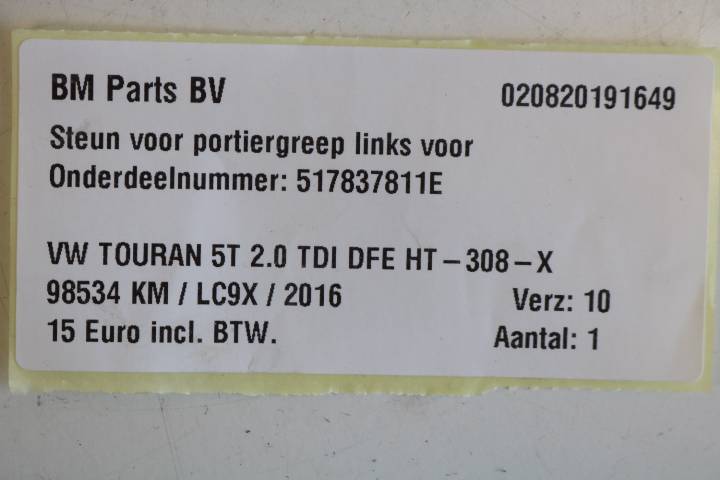 BM Parts BV 020820191649
Steun voor portiergreep links voor
Onderdeelnummer: 517837811E
VW TOURAN 5T 2.0 TDI DFE HT-308-X
98534 KM / LC9X / 2016 Verz: 10
15 Euro incl. BTW. Aantal: 1